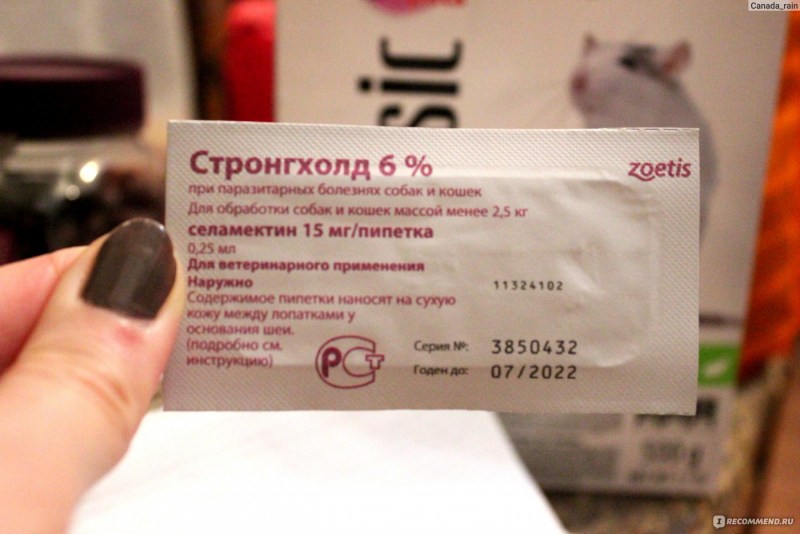 Canada_rain
sic
Стронгхолд 6 %
zoetis
при паразитарных болезнях собак и кошек
Для обработки собак и кошек массой менее 2,5 кг
селамектин 15 мг/пипетка
0,25 мл
Для ветеринарного применения
Наружно
11324102
Содержимое пипетки наносят на сухую
кожу между лопатками у
основания шеи.
(подробно см.
инструкцию)
РСТ
Серия №: 3850432
Годен до: 07/2022
IRECOMMEND.RU